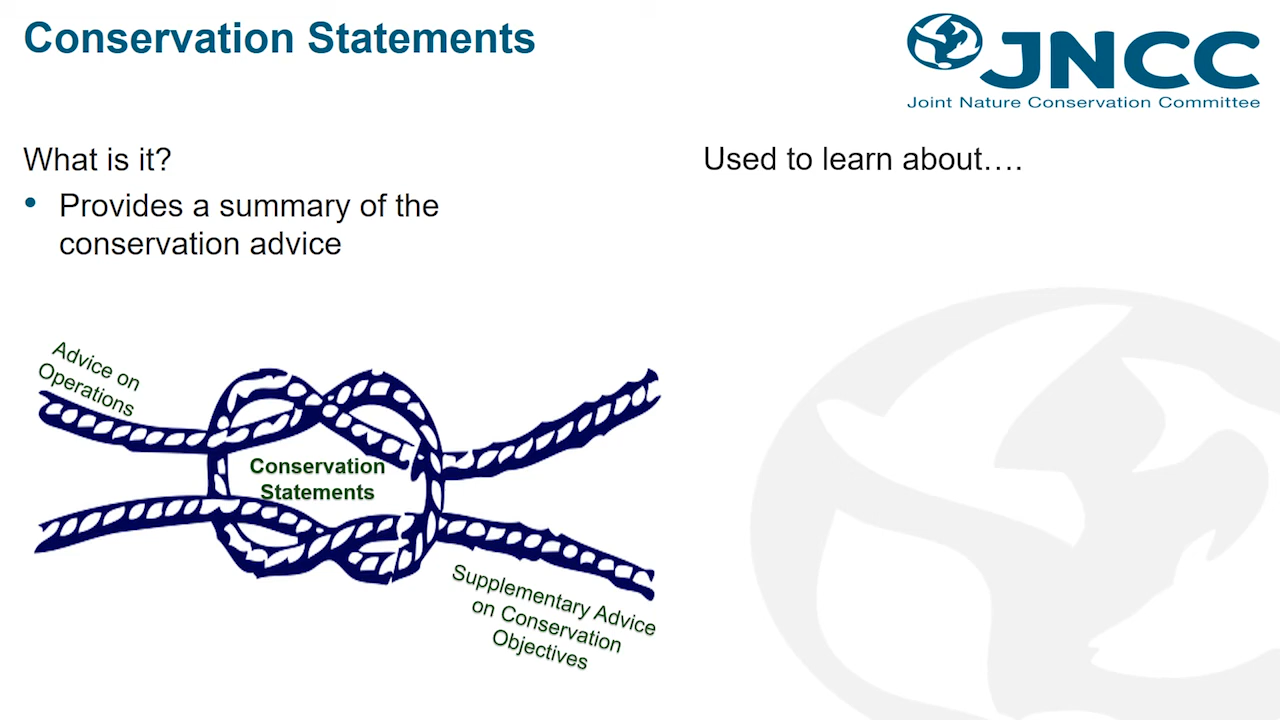 Conservation Statements
JNCC
Joint Nature Conservation Committee
What is it?
• Provides a summary of the
conservation advice
Used to learn about….
Advice on
Operations
Conservation
Statements
Supplementary Advice
on Conservation
Objectives